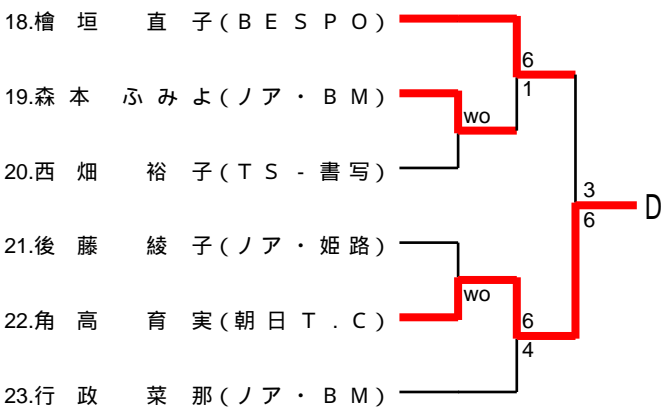 18.檜 垣 直 子(BESPO)
6
1
19.森 本 ふ み よ(ノア・BM)
wo
20.西 畑 裕 子(TS-書写)
3
6
D
21.後 藤 綾 子(ノア・姫路)
wo
22.角 高 育 実(朝日T.C)
6
4
23.行 政 菜 那(ノア・BM)